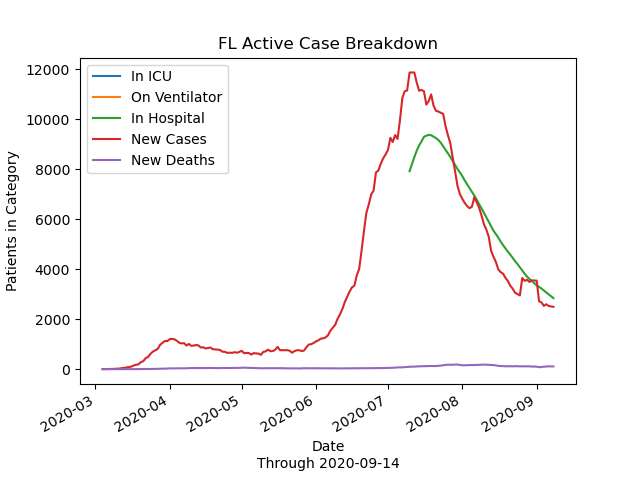 FL Active Case Breakdown
In ICU
On Ventilator
In Hospital
New Cases
New Deaths
Patients in Category
12000
10000
8000
6000
4000
2000
0
2020-03
2020-04
2020-05
2020-06
2020-07
2020-08
2020-09
Date
Through 2020-09-14